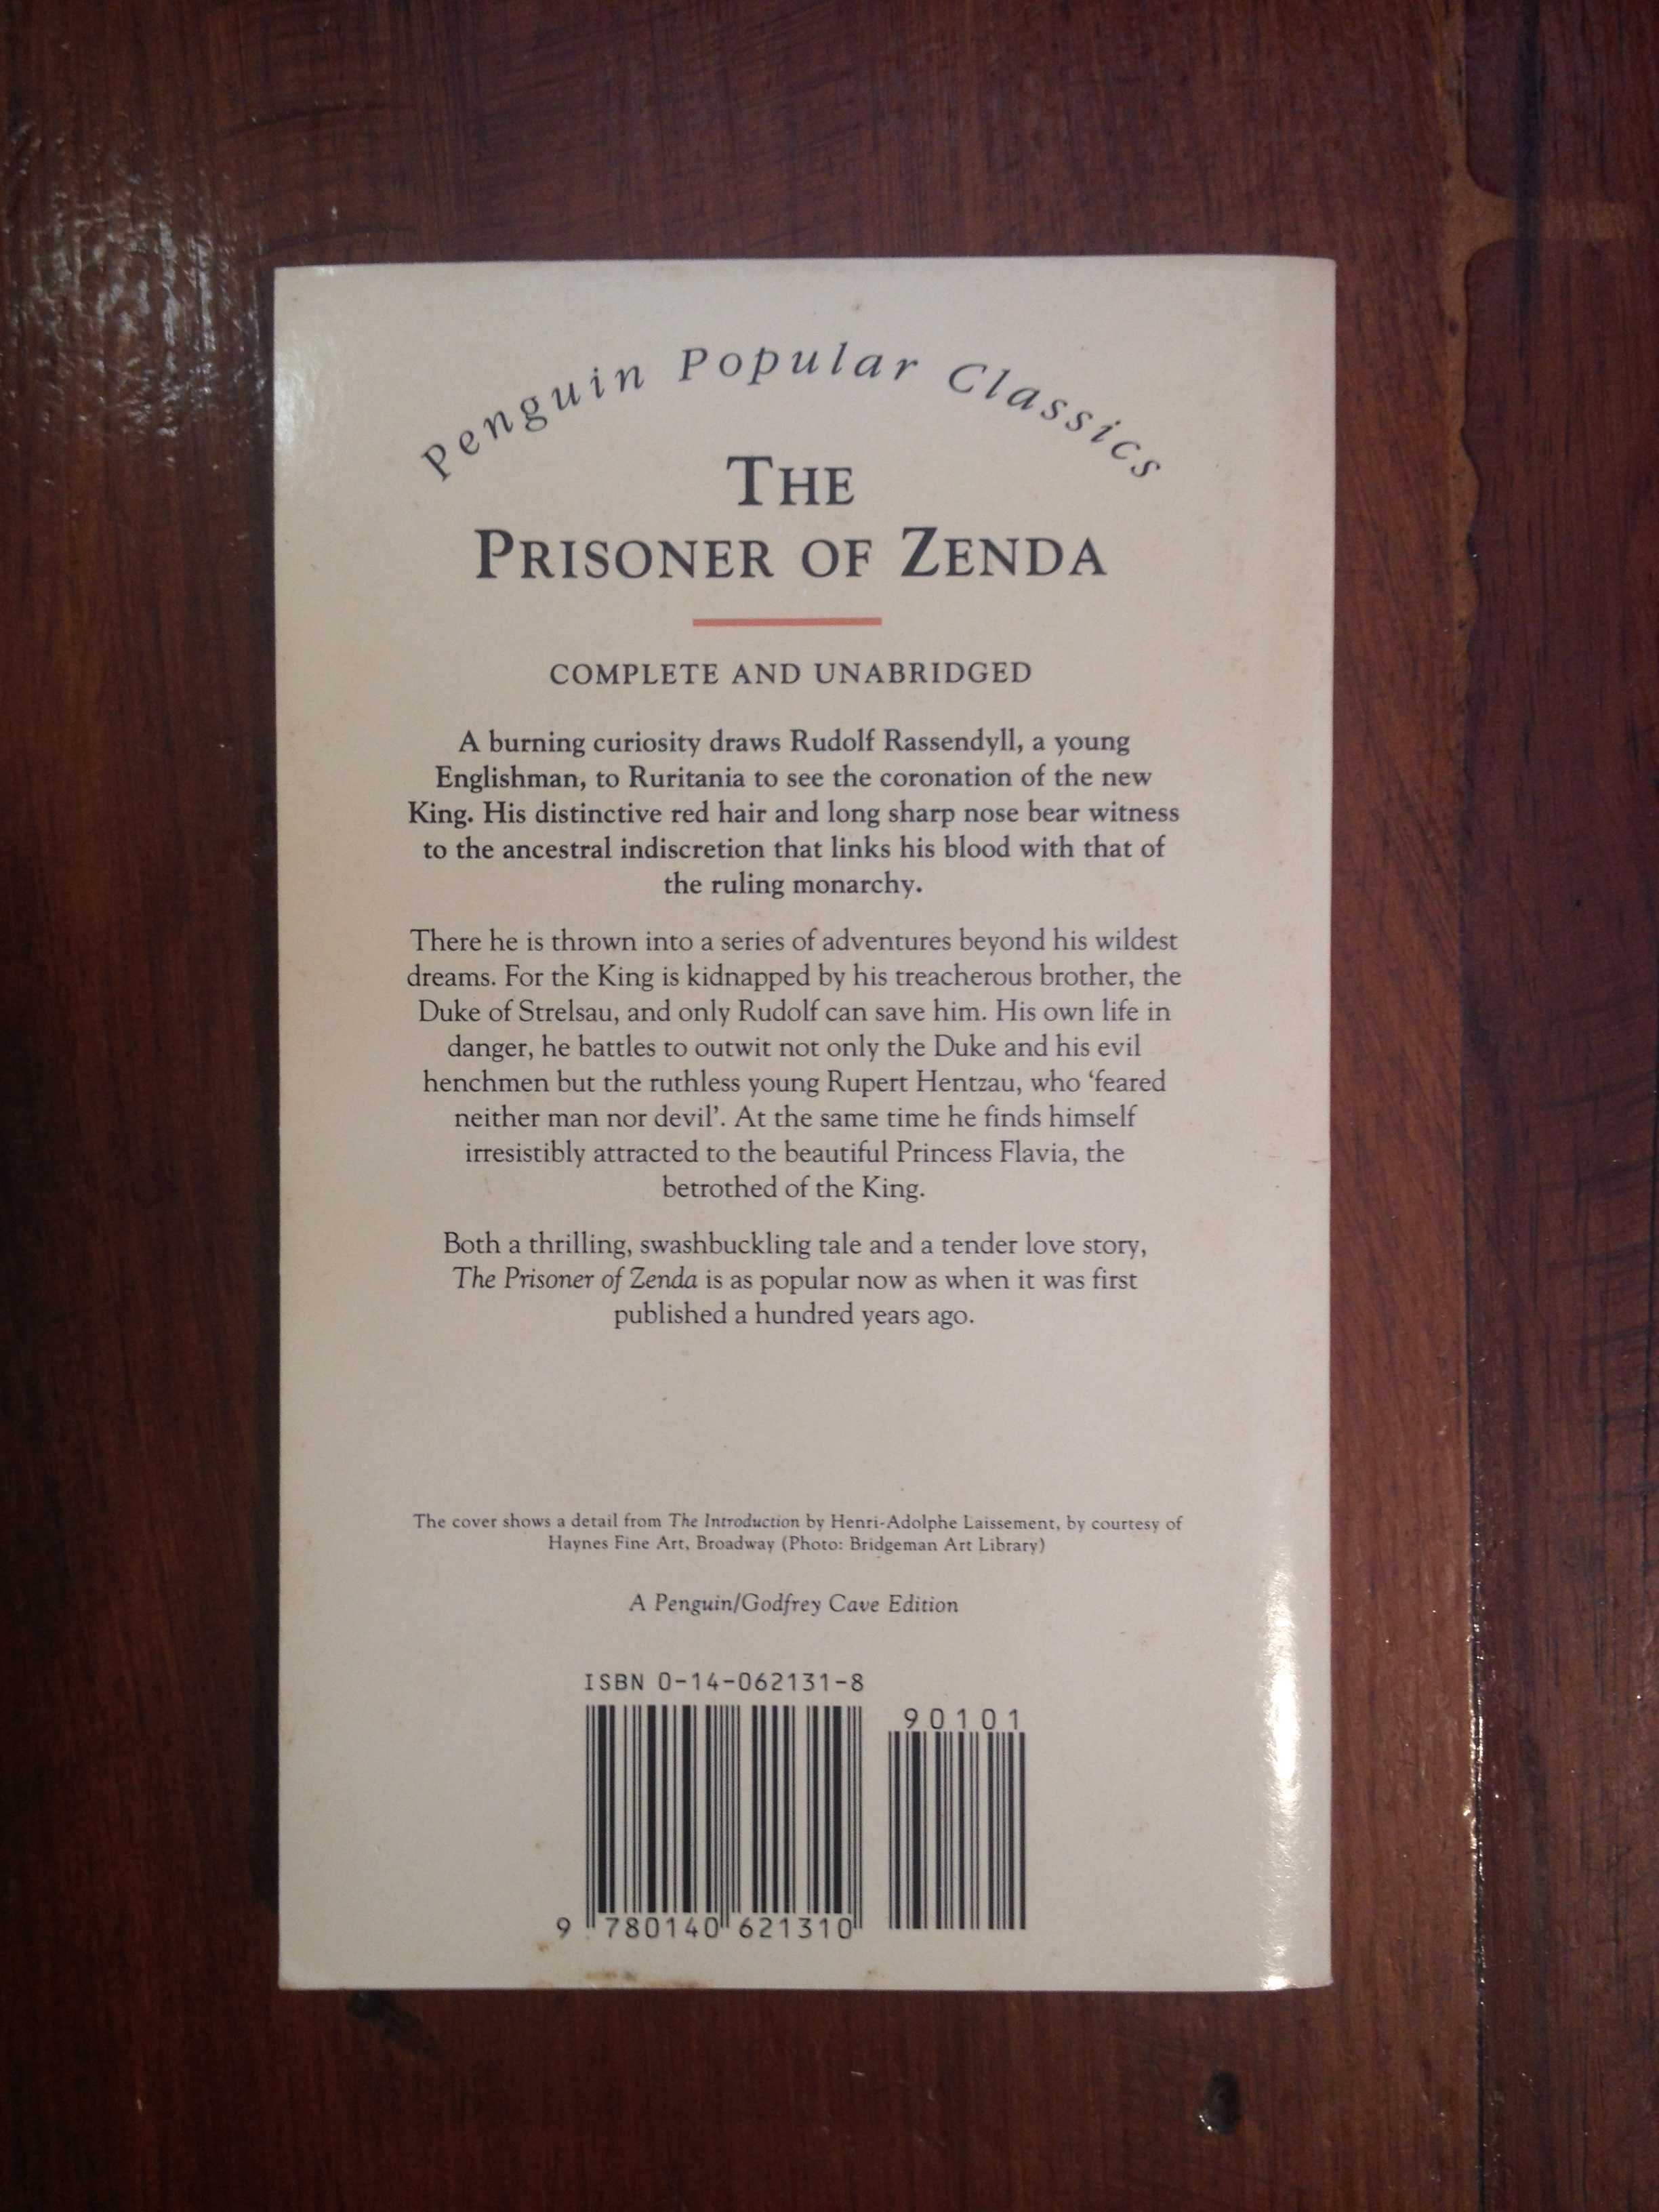 Penguin Popular Classics
THE
PRISONER OF ZENDA
COMPLETE AND UNABRIDGED
A burning curiosity draws Rudolf Rassendyll, a young
Englishman, to Ruritania to see the coronation of the new
King. His distinctive red hair and long sharp nose bear witness
to the ancestral indiscretion that links his blood with that of
the ruling monarchy.
There he is thrown into a series of adventures beyond his wildest
dreams. For the King is kidnapped by his treacherous brother, the
Duke of Strelsau, and only Rudolf can save him. His own life in
danger, he battles to outwit not only the Duke and his evil
henchmen but the ruthless young Rupert Hentzau, who ‘feared
neither man nor devil’. At the same time he finds himself
irresistibly attracted to the beautiful Princess Flavia, the
betrothed of the King.
Both a thrilling, swashbuckling tale and a tender love story,
The Prisoner of Zenda is as popular now as when it was first
published a hundred years ago.
The cover shows a detail from The Introduction by Henri-Adolphe Laissement, by courtesy of
Haynes Fine Art, Broadway (Photo: Bridgeman Art Library)
A Penguin/Godfrey Cave Edition
ISBN 0-14-062131-8
90101
9 780140 621310